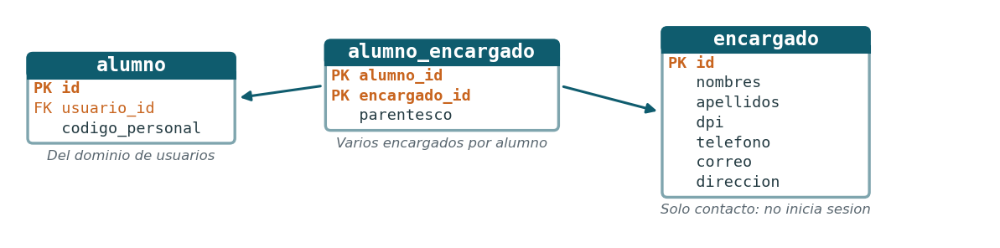 alumno
PK id
FK usuario_id
codigo_personal
Del dominio de usuarios
alumno_encargado
PK alumno_id
PK encargado_id
parentesco
Varios encargados por alumno
encargado
PK id
nombres
apellidos
dpi
telefono
correo
direccion
Solo contacto: no inicia sesion